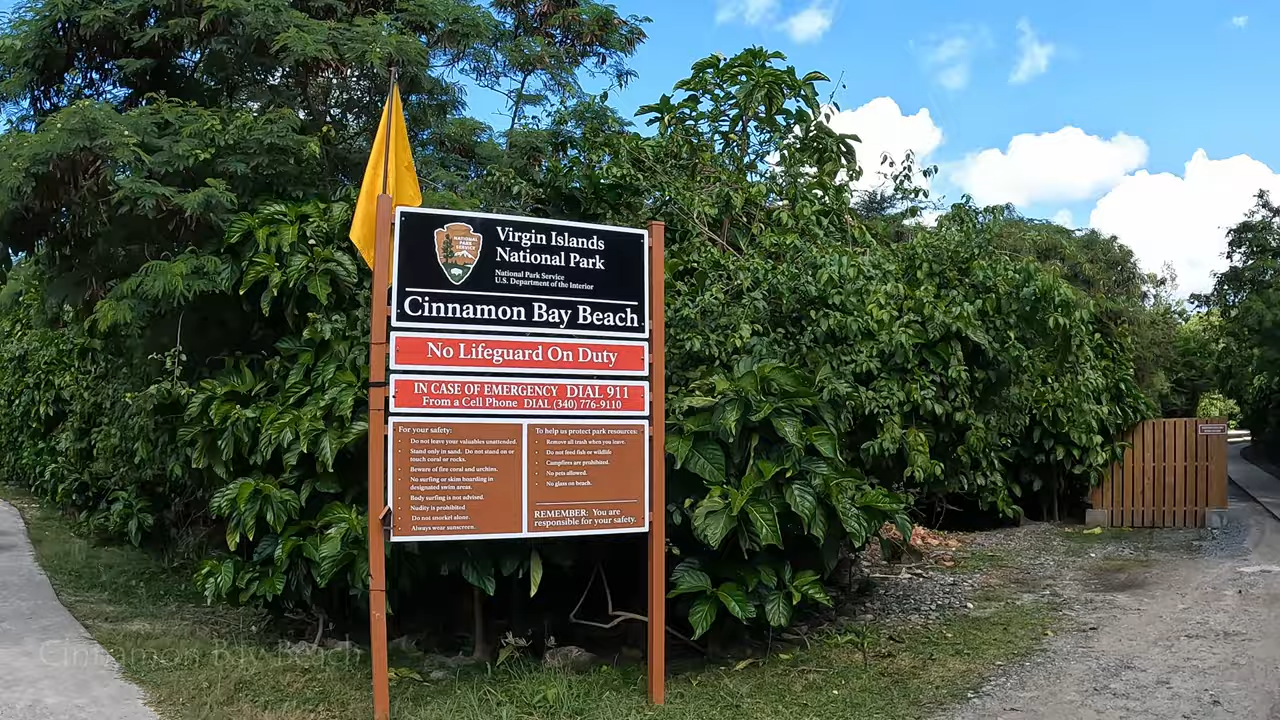 NATIONAL
PARK
SERVICE
Virgin Islands
National Park
National Park Service
U.S. Department of the Interior
Cinnamon Bay Beach
No Lifeguard On Duty
IN CASE OF EMERGENCY DIAL 911
From a Cell Phone DIAL (340) 776-9110
For your safety:
• Do not leave your valuables unattended.
• Stand only in sand. Do not stand on or
touch coral or rocks.
• Beware of fire coral and urchins.
• No surfing or skim boarding in
designated swim areas.
• Body surfing is not advised.
• Nudity is prohibited
• Do not snorkel alone.
• Always wear sunscreen.
To help us protect park resources:
• Remove all trash when you leave.
• Do not feed fish or wildlife
• Campfires are prohibited.
• No pets allowed.
• No glass on beach.
REMEMBER: You are
responsible for your safety.
Cinnamon Bay Beach